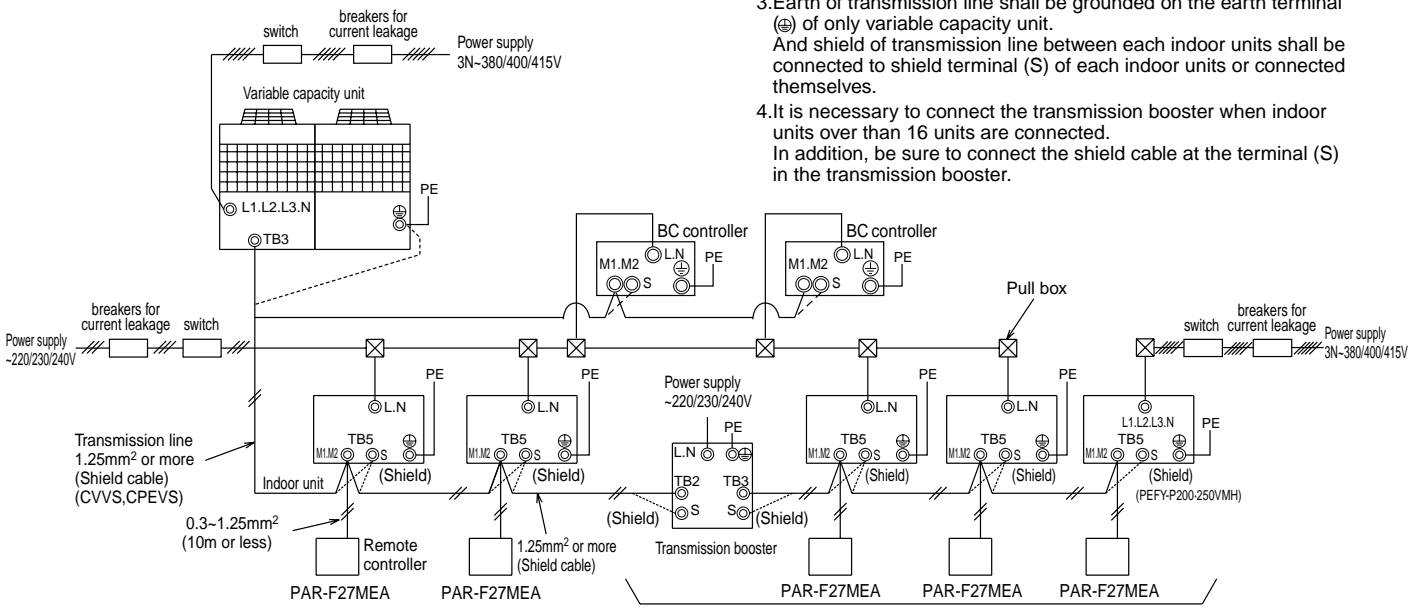 3.Earth of transmission line shall be grounded on the earth terminal
(⏚) of only variable capacity unit.
And shield of transmission line between each indoor units shall be
connected to shield terminal (S) of each indoor units or connected
themselves.
4.It is necessary to connect the transmission booster when indoor
units over than 16 units are connected.
In addition, be sure to connect the shield cable at the terminal (S)
in the transmission booster.
switch
breakers for
current leakage
Power supply
3N~380/400/415V
Variable capacity unit
PE
L1.L2.L3.N
TB3
BC controller
L.N
PE
M1.M2
S
BC controller
L.N
PE
M1.M2
S
Pull box
breakers for
current leakage
switch
Power supply
~220/230/240V
switch
breakers for
current leakage
Power supply
3N~380/400/415V
PE
L.N
TB5
M1.M2
S
(Shield)
PE
L.N
TB5
M1.M2
S
(Shield)
Power supply
~220/230/240V
PE
L.N
TB2
TB3
S
S
(Shield)
(Shield)
Transmission booster
PE
L.N
TB5
M1.M2
S
(Shield)
PE
L.N
TB5
M1.M2
S
(Shield)
L1.L2.L3.N
PE
TB5
M1.M2
S
(Shield)
(PEFY-P200-250VMH)
Transmission line
1.25mm² or more
(Shield cable)
(CVVS,CPEVS)
Indoor unit
0.3~1.25mm²
(10m or less)
Remote
controller
1.25mm² or more
(Shield cable)
PAR-F27MEA
PAR-F27MEA
PAR-F27MEA
PAR-F27MEA
PAR-F27MEA